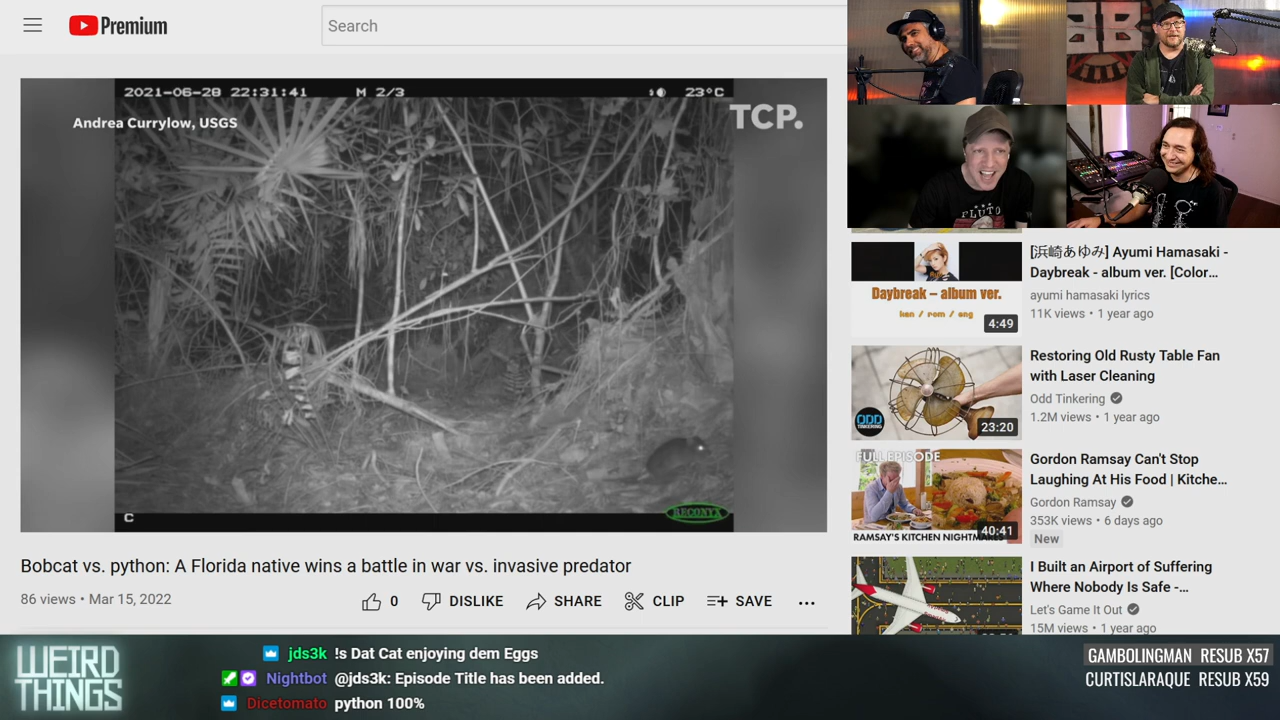 Premium
Search
2021-06-28 22:31:41 M 2/3 23°C
Andrea Currylow, USGS
TCP.
C
RECONYX
Bobcat vs. python: A Florida native wins a battle in war vs. invasive predator
86 views • Mar 15, 2022
0 DISLIKE SHARE CLIP SAVE
BB
PLUTO
Daybreak – album ver.
kan / rom / eng
4:49
[浜崎あゆみ] Ayumi Hamasaki -
Daybreak - album ver. [Color...
ayumi hamasaki lyrics
11K views • 1 year ago
ODD
TINKERING
23:20
Restoring Old Rusty Table Fan
with Laser Cleaning
Odd Tinkering
1.2M views • 1 year ago
FULL EPISODE
RAMSAY'S KITCHEN NIGHTMARES
40:41
Gordon Ramsay Can't Stop
Laughing At His Food | Kitche...
Gordon Ramsay
353K views • 6 days ago
New
I Built an Airport of Suffering
Where Nobody Is Safe -...
Let's Game It Out
15M views • 1 year ago
WEIRD
THINGS
jds3k !s Dat Cat enjoying dem Eggs
Nightbot @jds3k: Episode Title has been added.
Dicetomato python 100%
GAMBOLINGMAN RESUB X57
CURTISLARAQUE RESUB X59